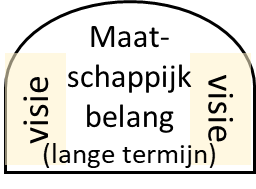 Maat-
schappijk
belang
(lange termijn)
visie
visie